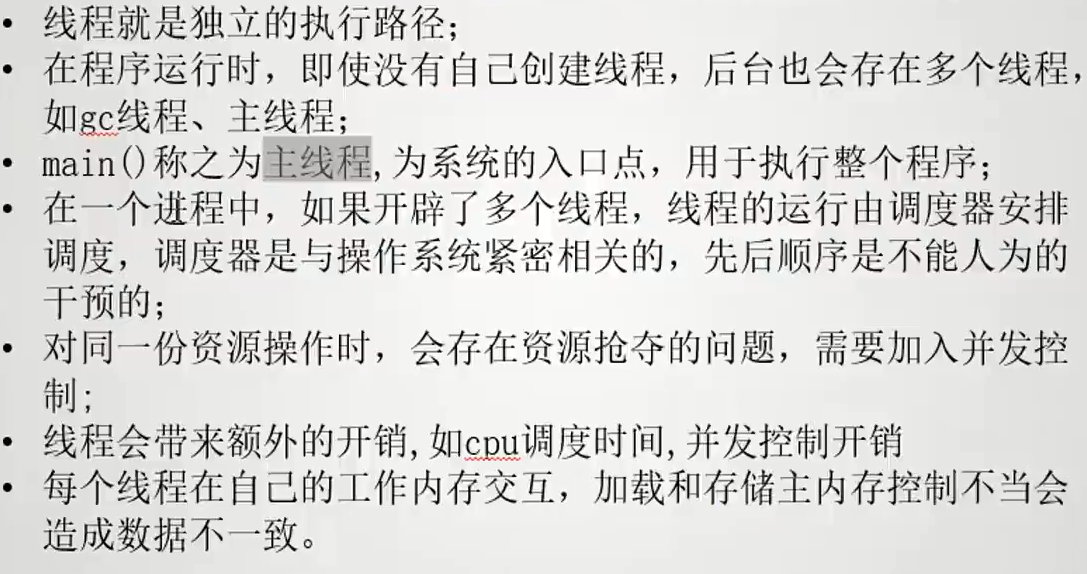 • 线程就是独立的执行路径；
• 在程序运行时，即使没有自己创建线程，后台也会存在多个线程，
如gc线程、主线程；
• main()称之为主线程,为系统的入口点，用于执行整个程序；
• 在一个进程中，如果开辟了多个线程，线程的运行由调度器安排
调度，调度器是与操作系统紧密相关的，先后顺序是不能人为的
干预的；
• 对同一份资源操作时，会存在资源抢夺的问题，需要加入并发控
制；
• 线程会带来额外的开销,如cpu调度时间,并发控制开销
• 每个线程在自己的工作内存交互，加载和存储主内存控制不当会
造成数据不一致。